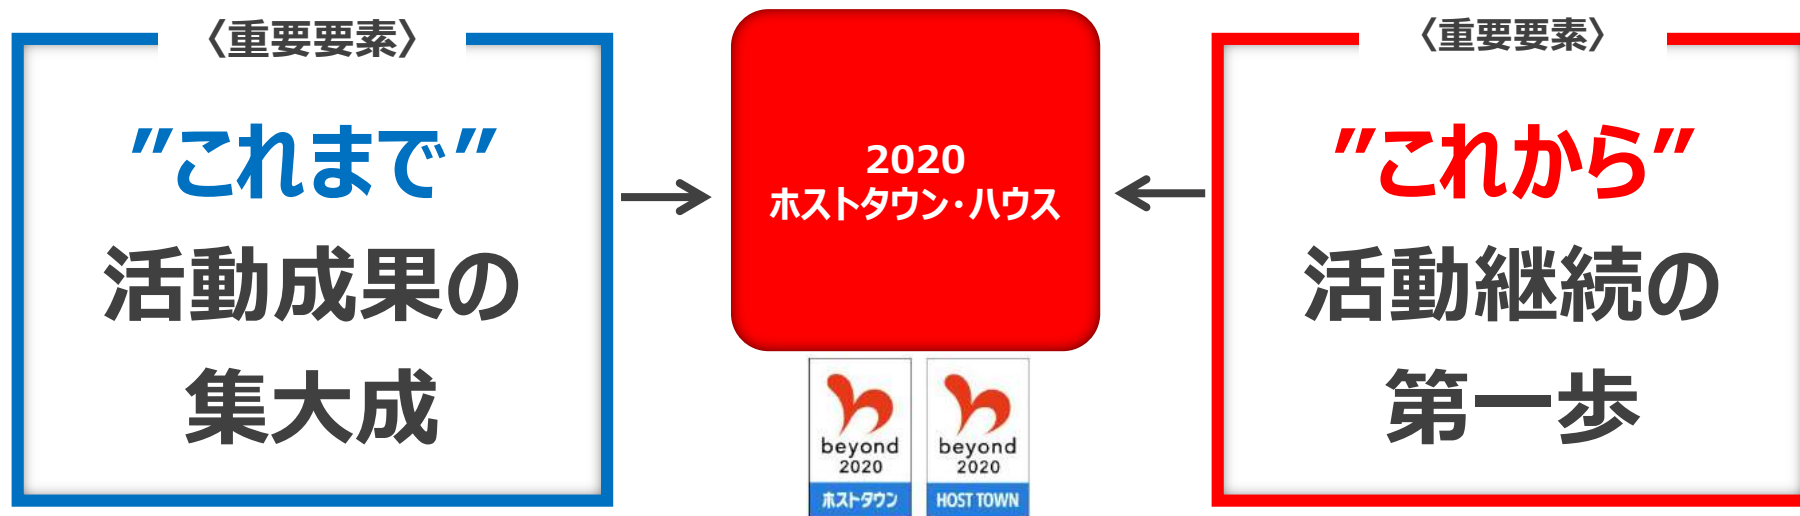 〈重要要素〉
”これまで”
活動成果の
集大成
2020
ホストタウン・ハウス
beyond
2020
ホストタウン
beyond
2020
HOST TOWN
〈重要要素〉
”これから”
活動継続の
第一歩